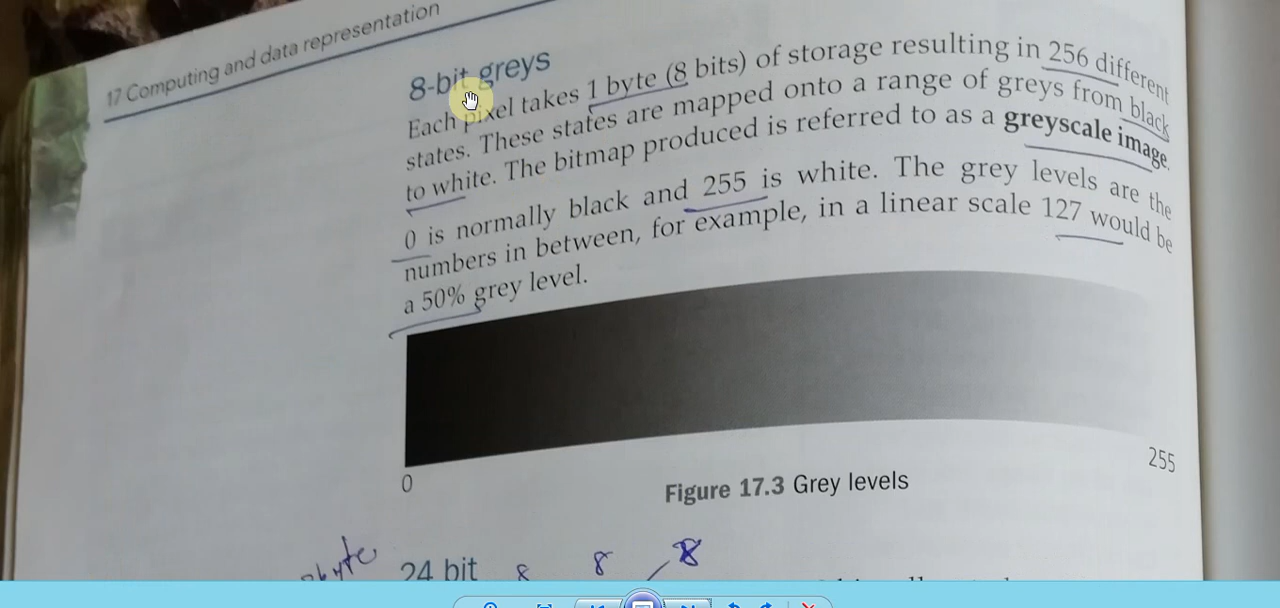 17 Computing and data representation
8-bit greys
Each pixel takes 1 byte (8 bits) of storage resulting in 256 different
states. These states are mapped onto a range of greys from black
to white. The bitmap produced is referred to as a greyscale image.
0 is normally black and 255 is white. The grey levels are the
numbers in between, for example, in a linear scale 127 would be
a 50% grey level.
0
255
Figure 17.3 Grey levels
byte
24 bit
8 8 8